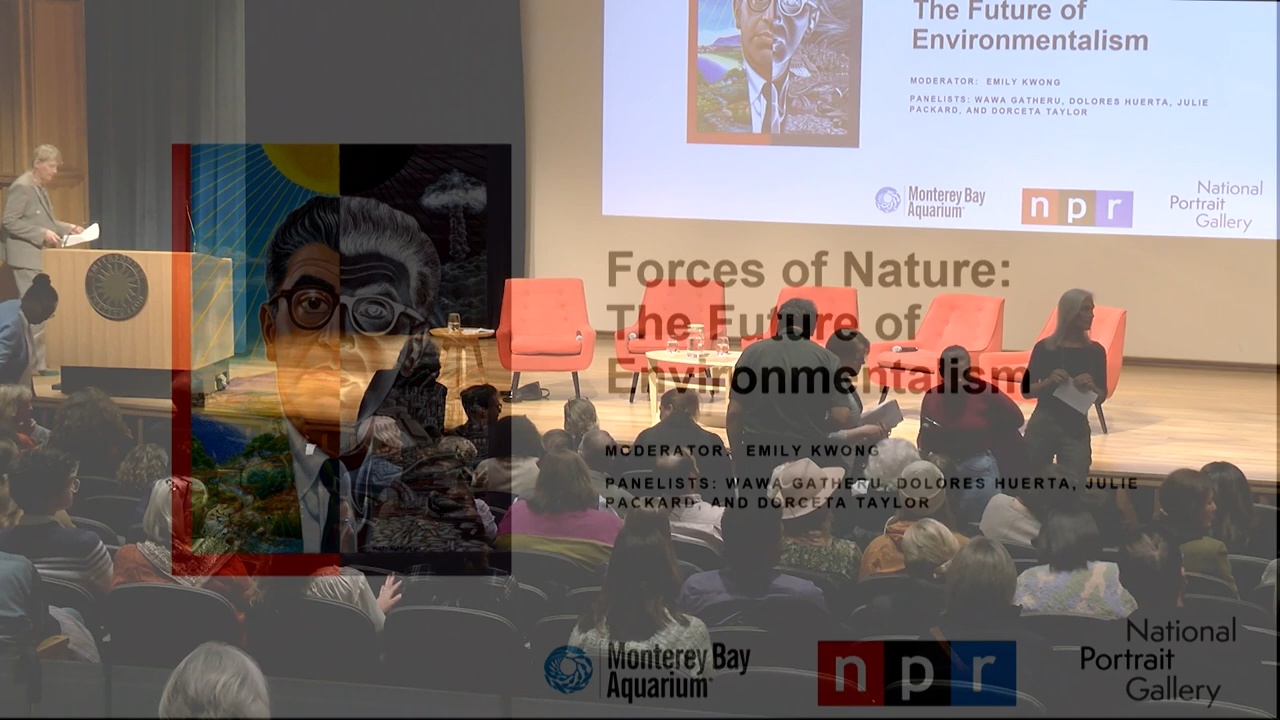 The Future of
Environmentalism
MODERATOR: EMILY KWONG
PANELISTS: WAWA GATHERU, DOLORES HUERTA, JULIE
PACKARD, AND DORCETA TAYLOR
Monterey Bay
Aquarium
npr
National
Portrait
Gallery
Forces of Nature:
The Future of
Environmentalism
MODERATOR: EMILY KWONG
PANELISTS: WAWA GATHERU, DOLORES HUERTA, JULIE
PACKARD, AND DORCETA TAYLOR
Monterey Bay
Aquarium
npr
National
Portrait
Gallery